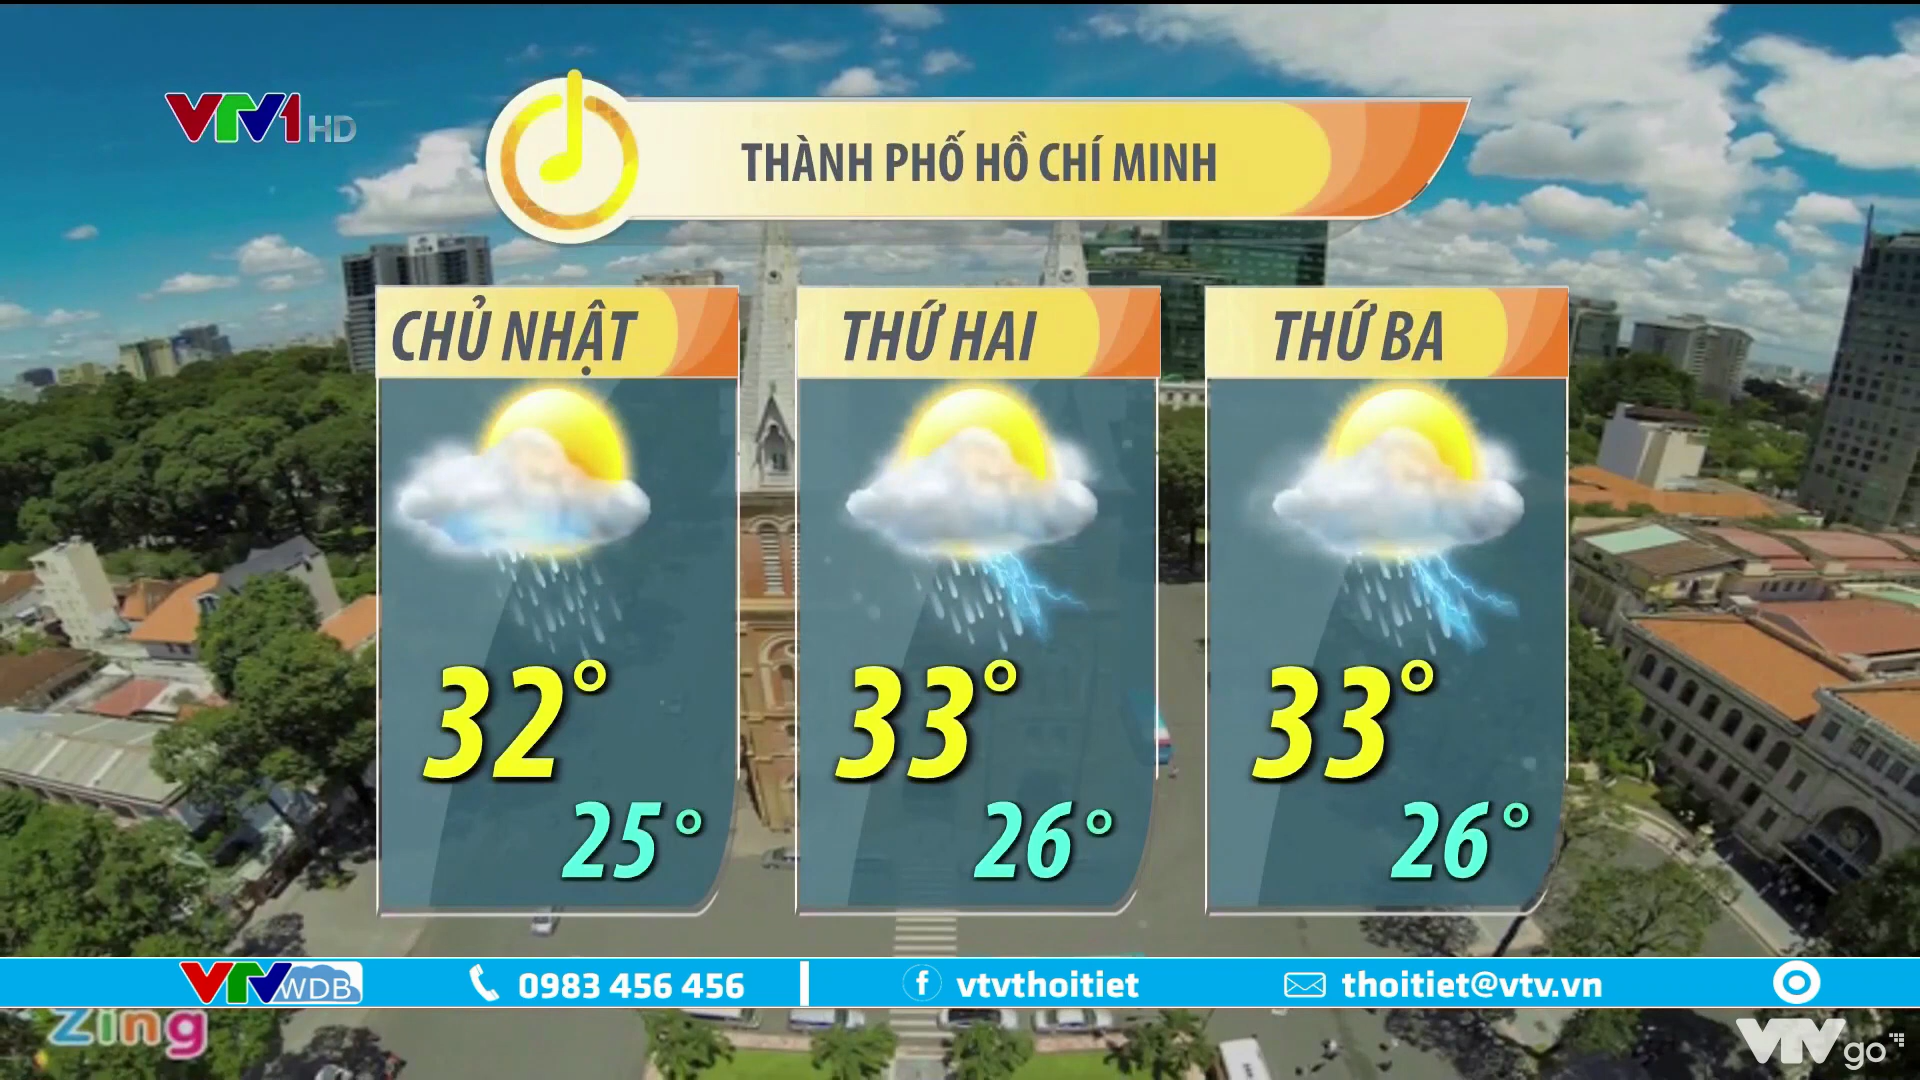 VTV1 HD
THÀNH PHỐ HỒ CHÍ MINH
CHỦ NHẬT
THỨ HAI
THỨ BA
32°
33°
33°
25°
26°
26°
VTV WDB
0983 456 456
vtvthoitiet
thoitiet@vtv.vn
Zing
VTV go